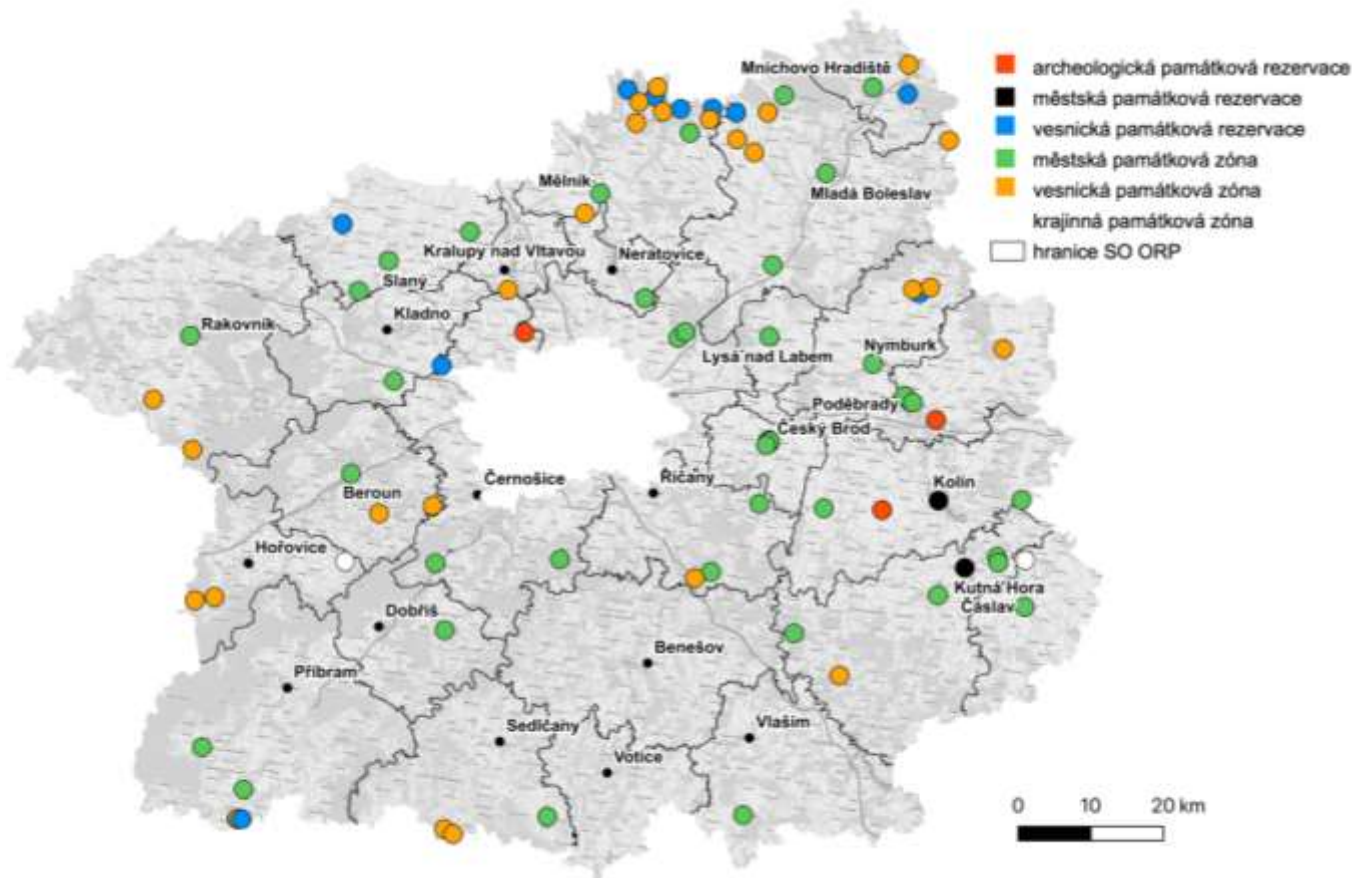 Mnichovo Hradiště
archeologická památková rezervace
městská památková rezervace
vesnická památková rezervace
městská památková zóna
vesnická památková zóna
krajinná památková zóna
hranice SO ORP
Mělník
Mladá Boleslav
Kralupy nad Vltavou
Neratovice
Slaný
Kladno
Rakovník
Lysá nad Labem
Nymburk
Poděbrady
Český Brod
Černošice
Říčany
Kolín
Beroun
Hořovice
Kutná Hora
Čáslav
Dobříš
Benešov
Příbram
Sedlčany
Vlašim
Votice
0 10 20 km